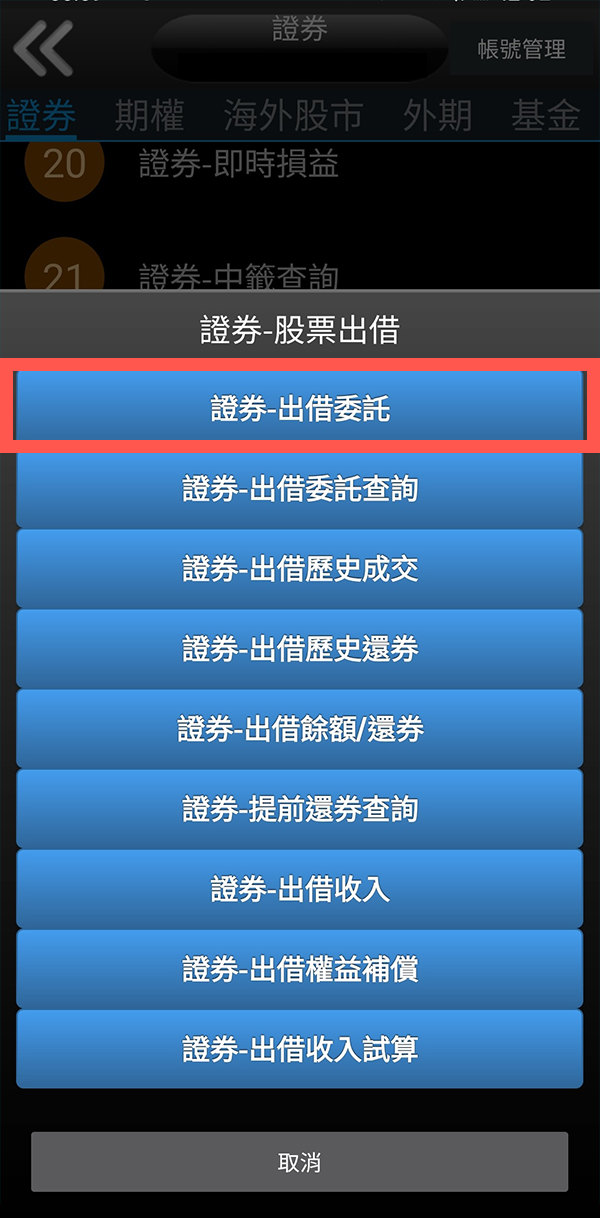 證券
帳號管理
證券 期權 海外股市 外期 基金
20 證券-即時損益
21 證券-中籤查詢
證券-股票出借
證券-出借委託
證券-出借委託查詢
證券-出借歷史成交
證券-出借歷史還券
證券-出借餘額/還券
證券-提前還券查詢
證券-出借收入
證券-出借權益補償
證券-出借收入試算
取消